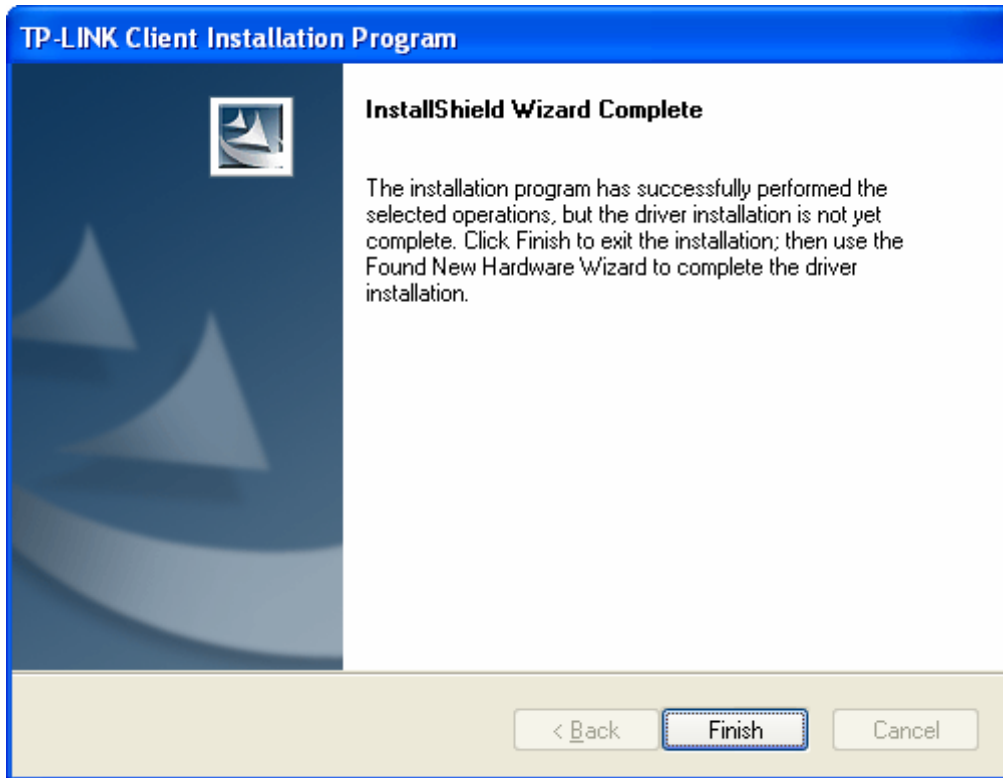 TP-LINK Client Installation Program
InstallShield Wizard Complete
The installation program has successfully performed the
selected operations, but the driver installation is not yet
complete. Click Finish to exit the installation; then use the
Found New Hardware Wizard to complete the driver
installation.
< Back
Finish
Cancel